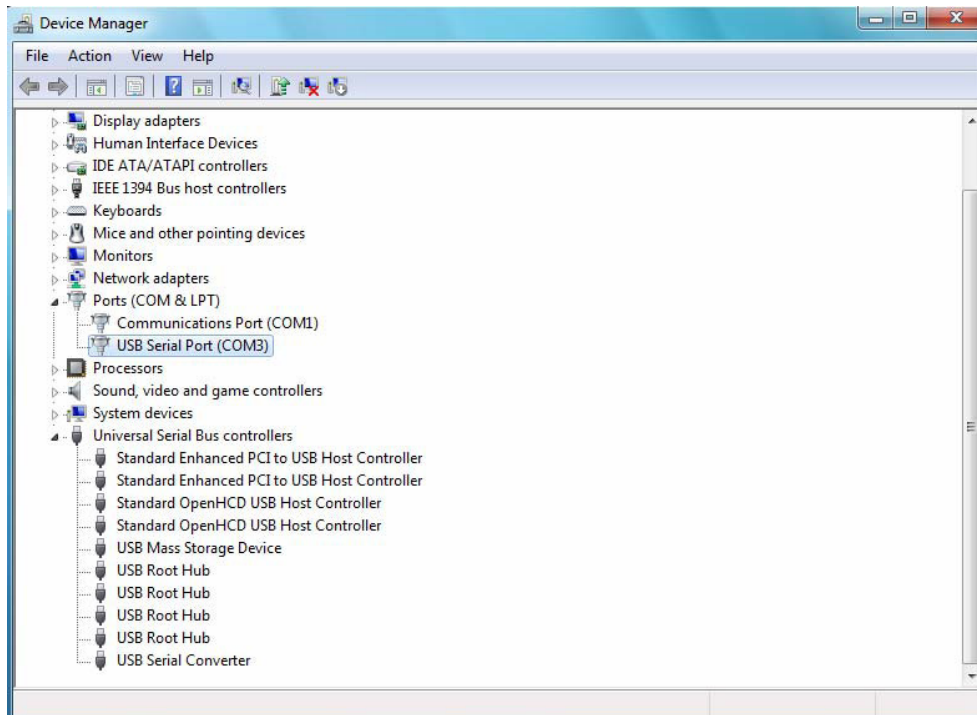 Device Manager
File Action View Help
Display adapters
Human Interface Devices
IDE ATA/ATAPI controllers
IEEE 1394 Bus host controllers
Keyboards
Mice and other pointing devices
Monitors
Network adapters
Ports (COM & LPT)
Communications Port (COM1)
USB Serial Port (COM3)
Processors
Sound, video and game controllers
System devices
Universal Serial Bus controllers
Standard Enhanced PCI to USB Host Controller
Standard Enhanced PCI to USB Host Controller
Standard OpenHCD USB Host Controller
Standard OpenHCD USB Host Controller
USB Mass Storage Device
USB Root Hub
USB Root Hub
USB Root Hub
USB Root Hub
USB Serial Converter